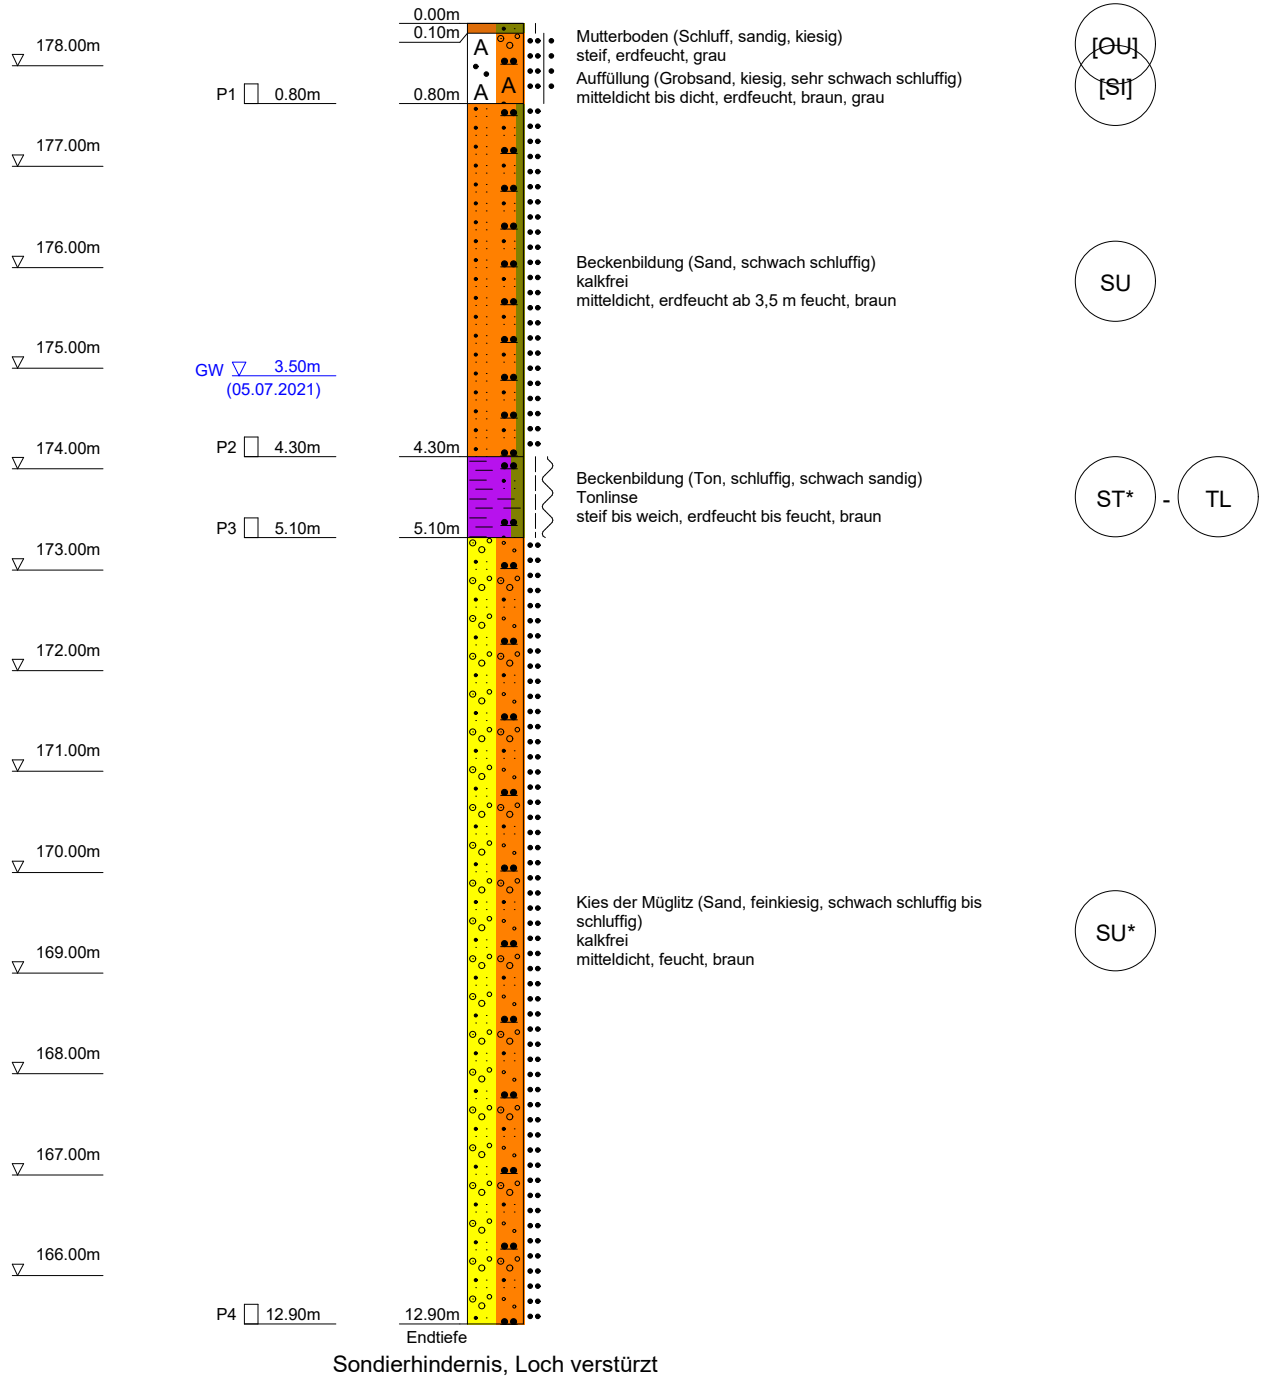 0.00m
0.10m
178.00m
A
Mutterboden (Schluff, sandig, kiesig)
steif, erdfeucht, grau
[OU]
Auffüllung (Grobsand, kiesig, sehr schwach schluffig)
mitteldicht bis dicht, erdfeucht, braun, grau
[SI]
A
A
P1 0.80m
0.80m
177.00m
176.00m
Beckenbildung (Sand, schwach schluffig)
kalkfrei
mitteldicht, erdfeucht ab 3,5 m feucht, braun
SU
175.00m
GW 3.50m
(05.07.2021)
174.00m
P2 4.30m
4.30m
Beckenbildung (Ton, schluffig, schwach sandig)
Tonlinse
steif bis weich, erdfeucht bis feucht, braun
ST* - TL
P3 5.10m
5.10m
173.00m
172.00m
171.00m
170.00m
Kies der Müglitz (Sand, feinkiesig, schwach schluffig bis
schluffig)
kalkfrei
mitteldicht, feucht, braun
SU*
169.00m
168.00m
167.00m
166.00m
P4 12.90m
12.90m
Endtiefe
Sondierhindernis, Loch verstürzt